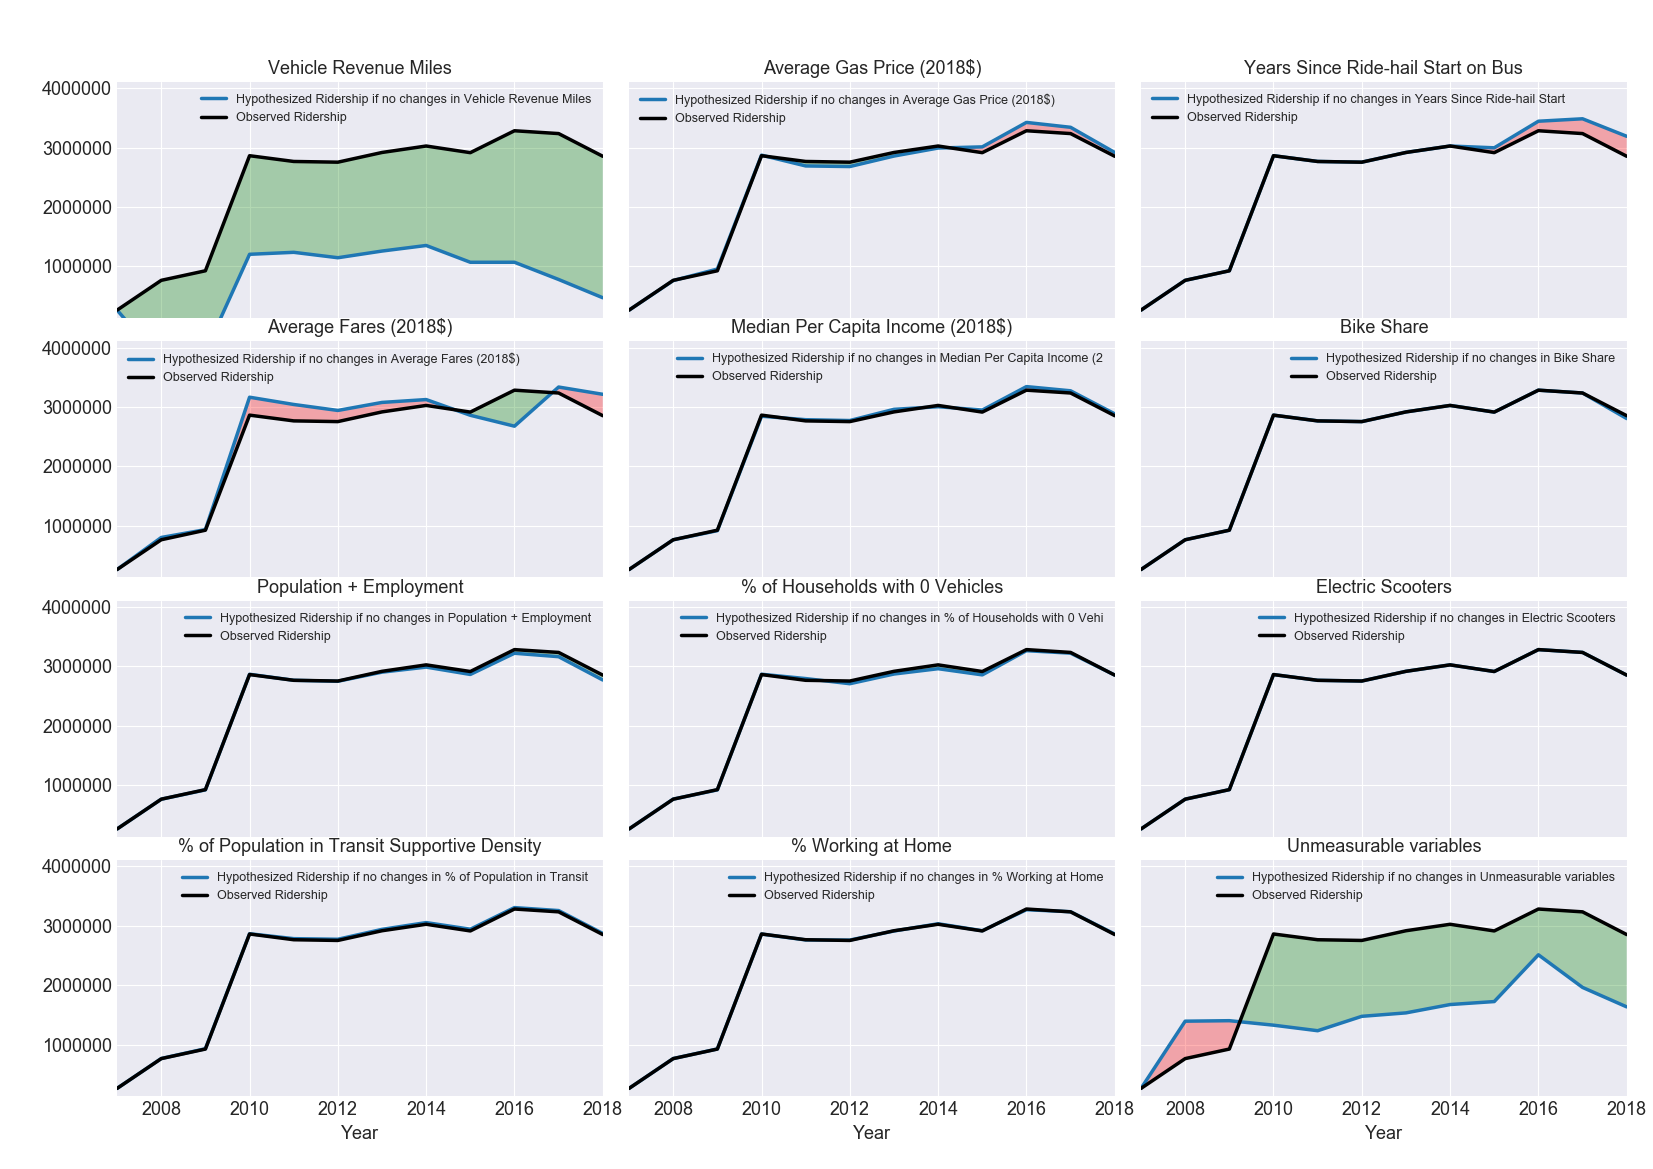 Vehicle Revenue Miles
4000000
3000000
2000000
1000000
Hypothesized Ridership if no changes in Vehicle Revenue Miles
Observed Ridership
Average Gas Price (2018$)
Hypothesized Ridership if no changes in Average Gas Price (2018$)
Observed Ridership
Years Since Ride-hail Start on Bus
Hypothesized Ridership if no changes in Years Since Ride-hail Start
Observed Ridership
Average Fares (2018$)
4000000
3000000
2000000
1000000
Hypothesized Ridership if no changes in Average Fares (2018$)
Observed Ridership
Median Per Capita Income (2018$)
Hypothesized Ridership if no changes in Median Per Capita Income (2
Observed Ridership
Bike Share
Hypothesized Ridership if no changes in Bike Share
Observed Ridership
Population + Employment
4000000
3000000
2000000
1000000
Hypothesized Ridership if no changes in Population + Employment
Observed Ridership
% of Households with 0 Vehicles
Hypothesized Ridership if no changes in % of Households with 0 Vehi
Observed Ridership
Electric Scooters
Hypothesized Ridership if no changes in Electric Scooters
Observed Ridership
% of Population in Transit Supportive Density
4000000
3000000
2000000
1000000
Hypothesized Ridership if no changes in % of Population in Transit
Observed Ridership
2008 2010 2012 2014 2016 2018
Year
% Working at Home
Hypothesized Ridership if no changes in % Working at Home
Observed Ridership
2008 2010 2012 2014 2016 2018
Year
Unmeasurable variables
Hypothesized Ridership if no changes in Unmeasurable variables
Observed Ridership
2008 2010 2012 2014 2016 2018
Year